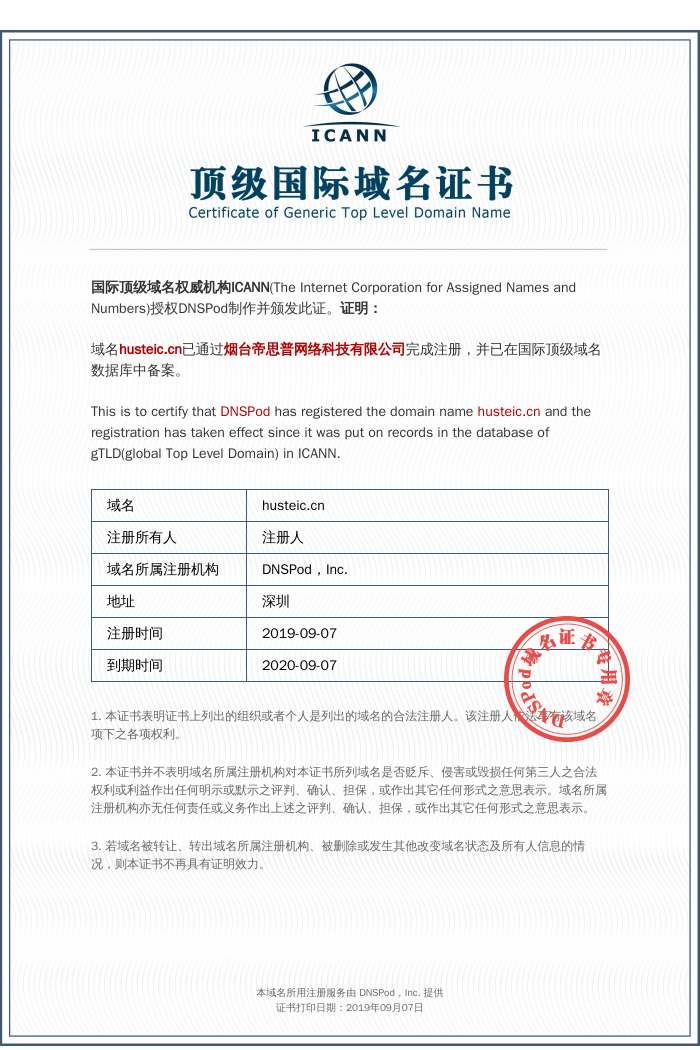 ICANN
顶级国际域名证书
Certificate of Generic Top Level Domain Name
国际顶级域名权威机构ICANN(The Internet Corporation for Assigned Names and
Numbers)授权DNSPod制作并颁发此证。证明：
域名husteic.cn已通过烟台帝思普网络科技有限公司完成注册，并已在国际顶级域名
数据库中备案。
This is to certify that DNSPod has registered the domain name husteic.cn and the
registration has taken effect since it was put on records in the database of
gTLD(global Top Level Domain) in ICANN.
域名 husteic.cn
注册所有人 注册人
域名所属注册机构 DNSPod，Inc.
地址 深圳
注册时间 2019-09-07
到期时间 2020-09-07
DNSPod域名证书专用章
1. 本证书表明证书上列出的组织或者个人是列出的域名的合法注册人。该注册人依法享有该域名
项下之各项权利。
2. 本证书并不表明域名所属注册机构对本证书所列域名是否贬斥、侵害或毁损任何第三人之合法
权利或利益作出任何明示或默示之评判、确认、担保，或作出其它任何形式之意思表示。域名所属
注册机构亦无任何责任或义务作出上述之评判、确认、担保，或作出其它任何形式之意思表示。
3. 若域名被转让、转出域名所属注册机构、被删除或发生其他改变域名状态及所有人信息的情
况，则本证书不再具有证明效力。
本域名所用注册服务由 DNSPod，Inc. 提供
证书打印日期：2019年09月07日